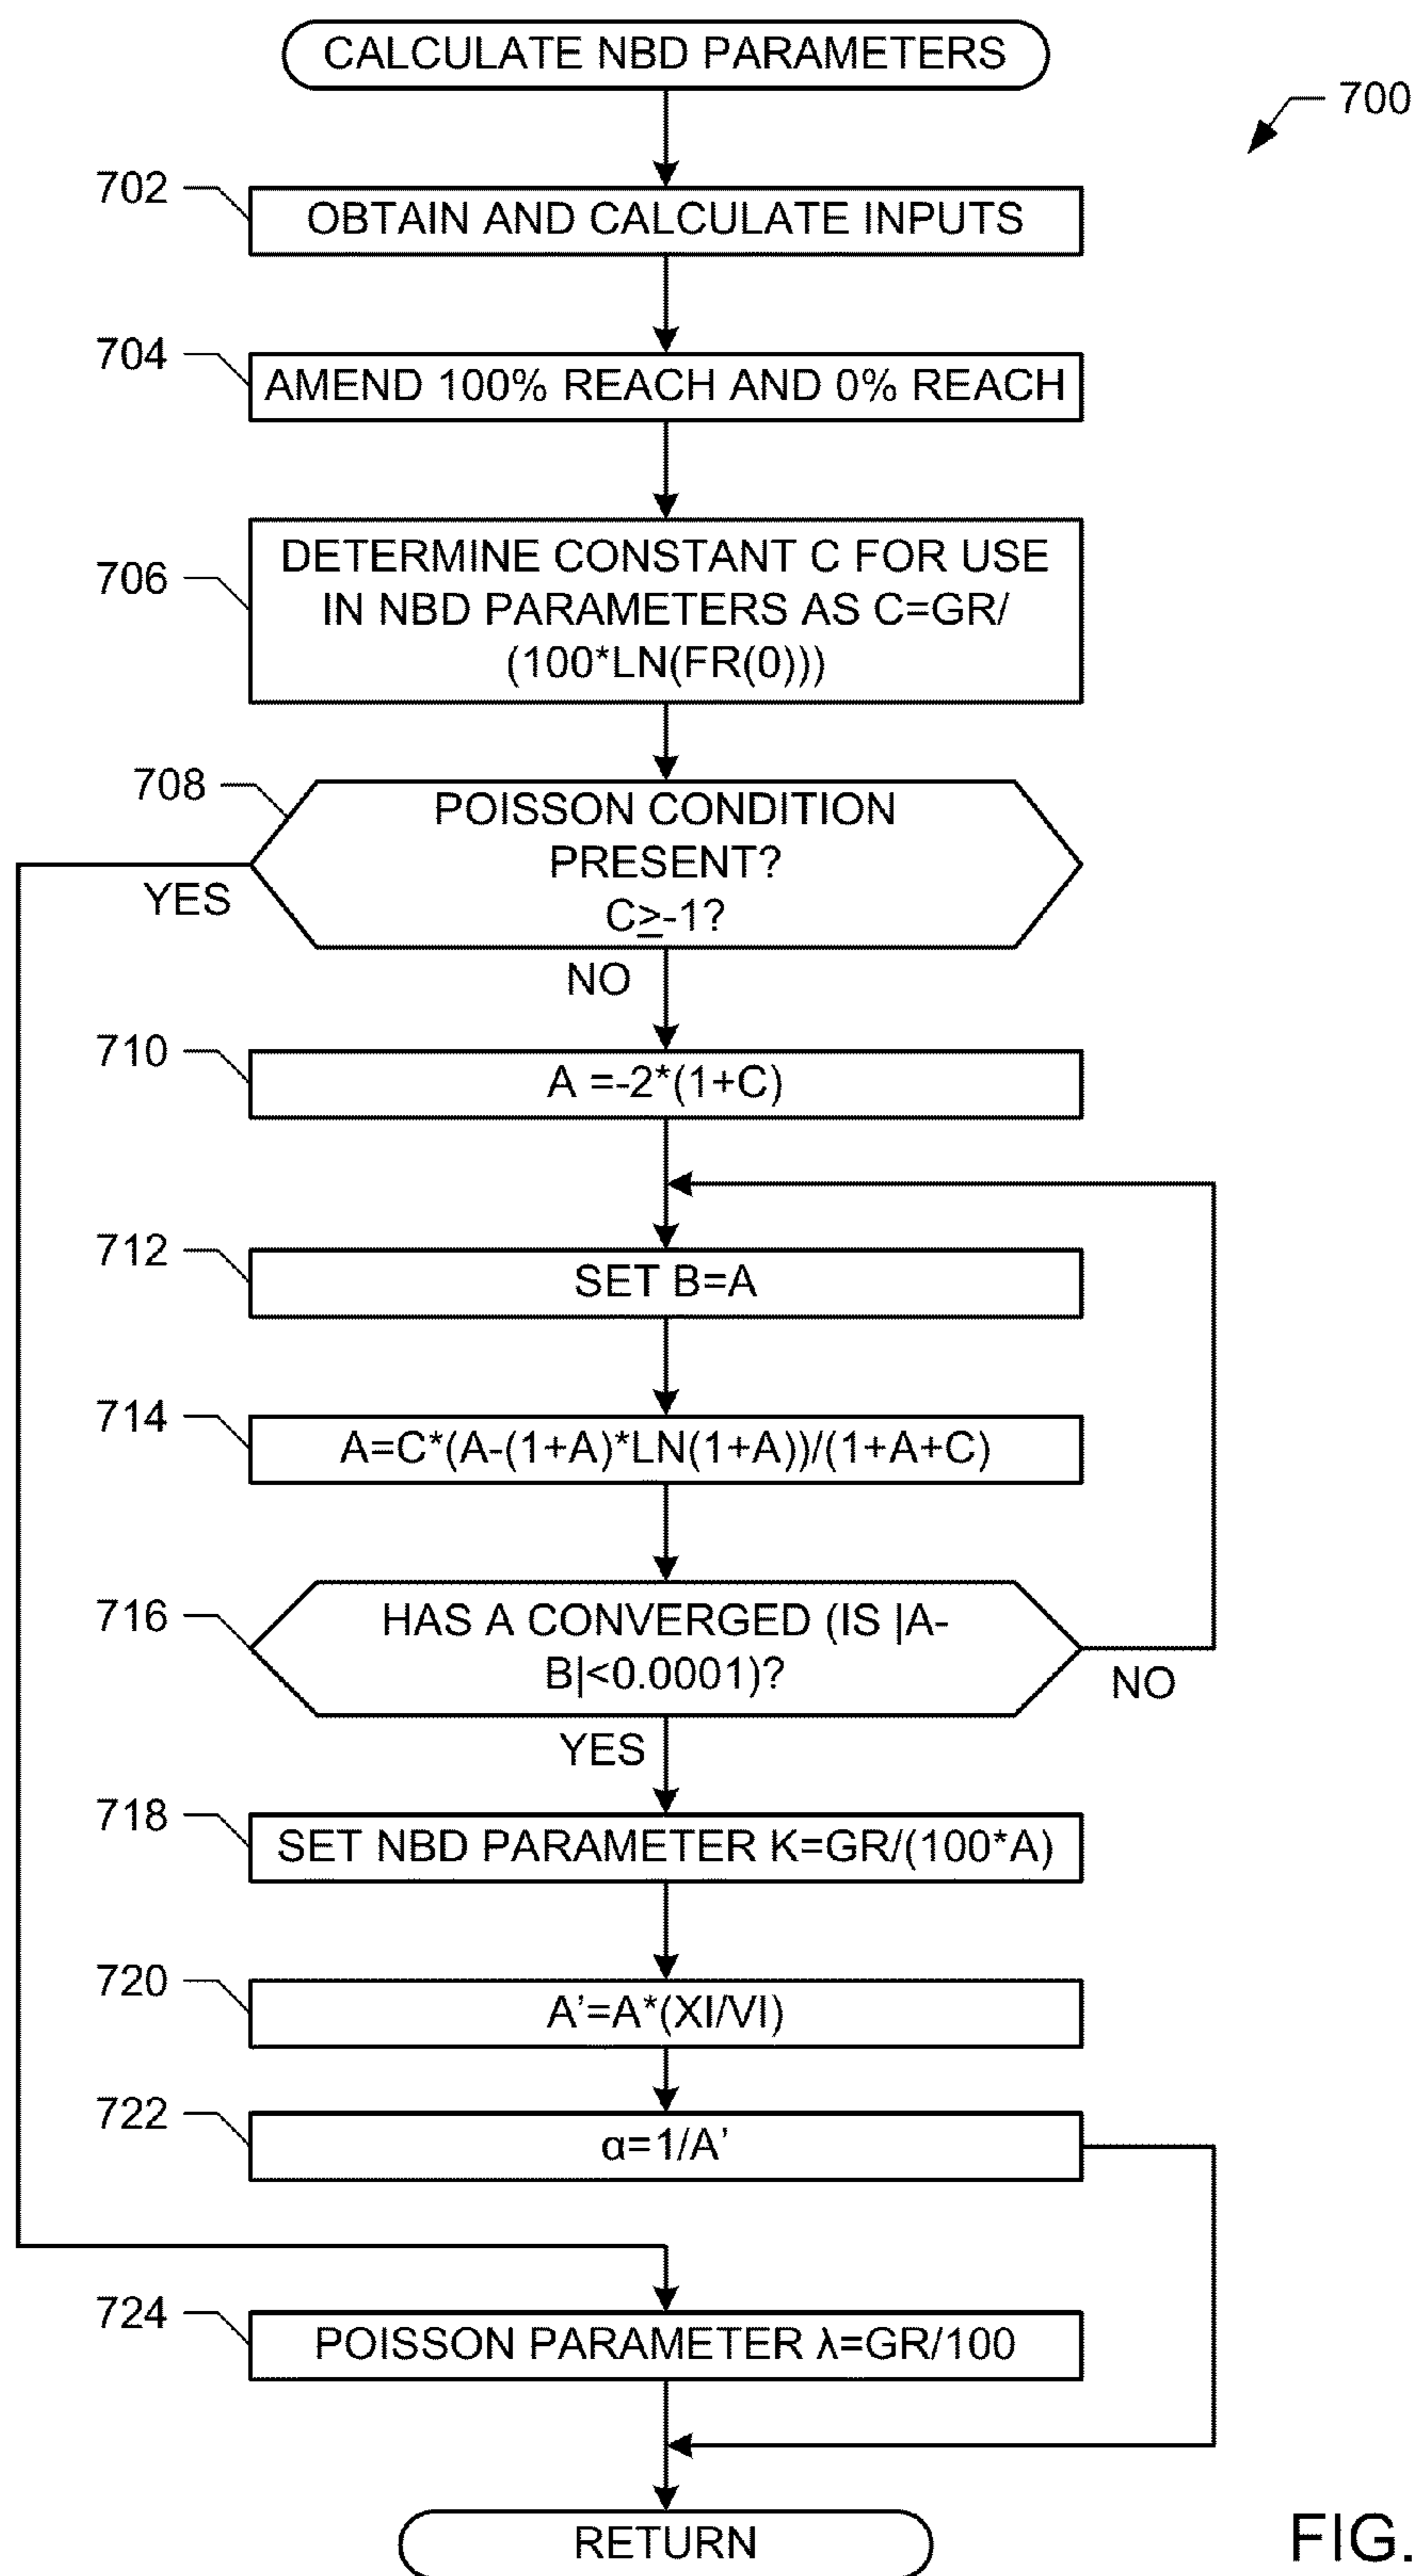 CALCULATE NBD PARAMETERS
700
702
OBTAIN AND CALCULATE INPUTS
704
AMEND 100% REACH AND 0% REACH
706
DETERMINE CONSTANT C FOR USE
IN NBD PARAMETERS AS C=GR/
(100*LN(FR(0)))
708
POISSON CONDITION
PRESENT?
C≥-1?
YES
NO
710
A =-2*(1+C)
712
SET B=A
714
A=C*(A-(1+A)*LN(1+A))/(1+A+C)
716
HAS A CONVERGED (IS |A-
B|<0.0001)?
NO
YES
718
SET NBD PARAMETER K=GR/(100*A)
720
A’=A*(XI/VI)
722
α=1/A’
724
POISSON PARAMETER λ=GR/100
RETURN
FIG.